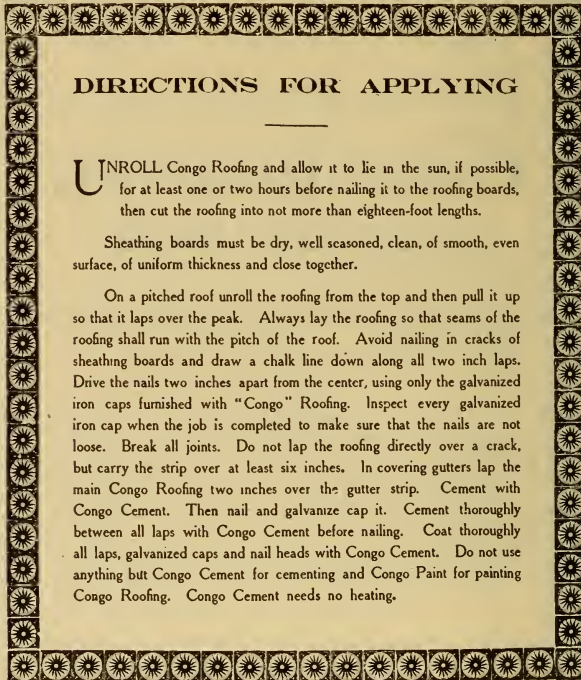 DIRECTIONS FOR APPLYING
UNROLL Congo Roofing and allow it to lie in the sun, if possible,
for at least one or two hours before nailing it to the roofing boards,
then cut the roofing into not more than eighteen-foot lengths.
Sheathing boards must be dry, well seasoned, clean, of smooth, even
surface, of uniform thickness and close together.
On a pitched roof unroll the roofing from the top and then pull it up
so that it laps over the peak. Always lay the roofing so that seams of the
roofing shall run with the pitch of the roof. Avoid nailing in cracks of
sheathing boards and draw a chalk line down along all two inch laps.
Drive the nails two inches apart from the center, using only the galvanized
iron caps furnished with "Congo" Roofing. Inspect every galvanized
iron cap when the job is completed to make sure that the nails are not
loose. Break all joints. Do not lap the roofing directly over a crack,
but carry the strip over at least six inches. In covering gutters lap the
main Congo Roofing two inches over the gutter strip. Cement with
Congo Cement. Then nail and galvanize cap it. Cement thoroughly
between all laps with Congo Cement before nailing. Coat thoroughly
all laps, galvanized caps and nail heads with Congo Cement. Do not use
anything but Congo Cement for cementing and Congo Paint for painting
Congo Roofing. Congo Cement needs no heating.